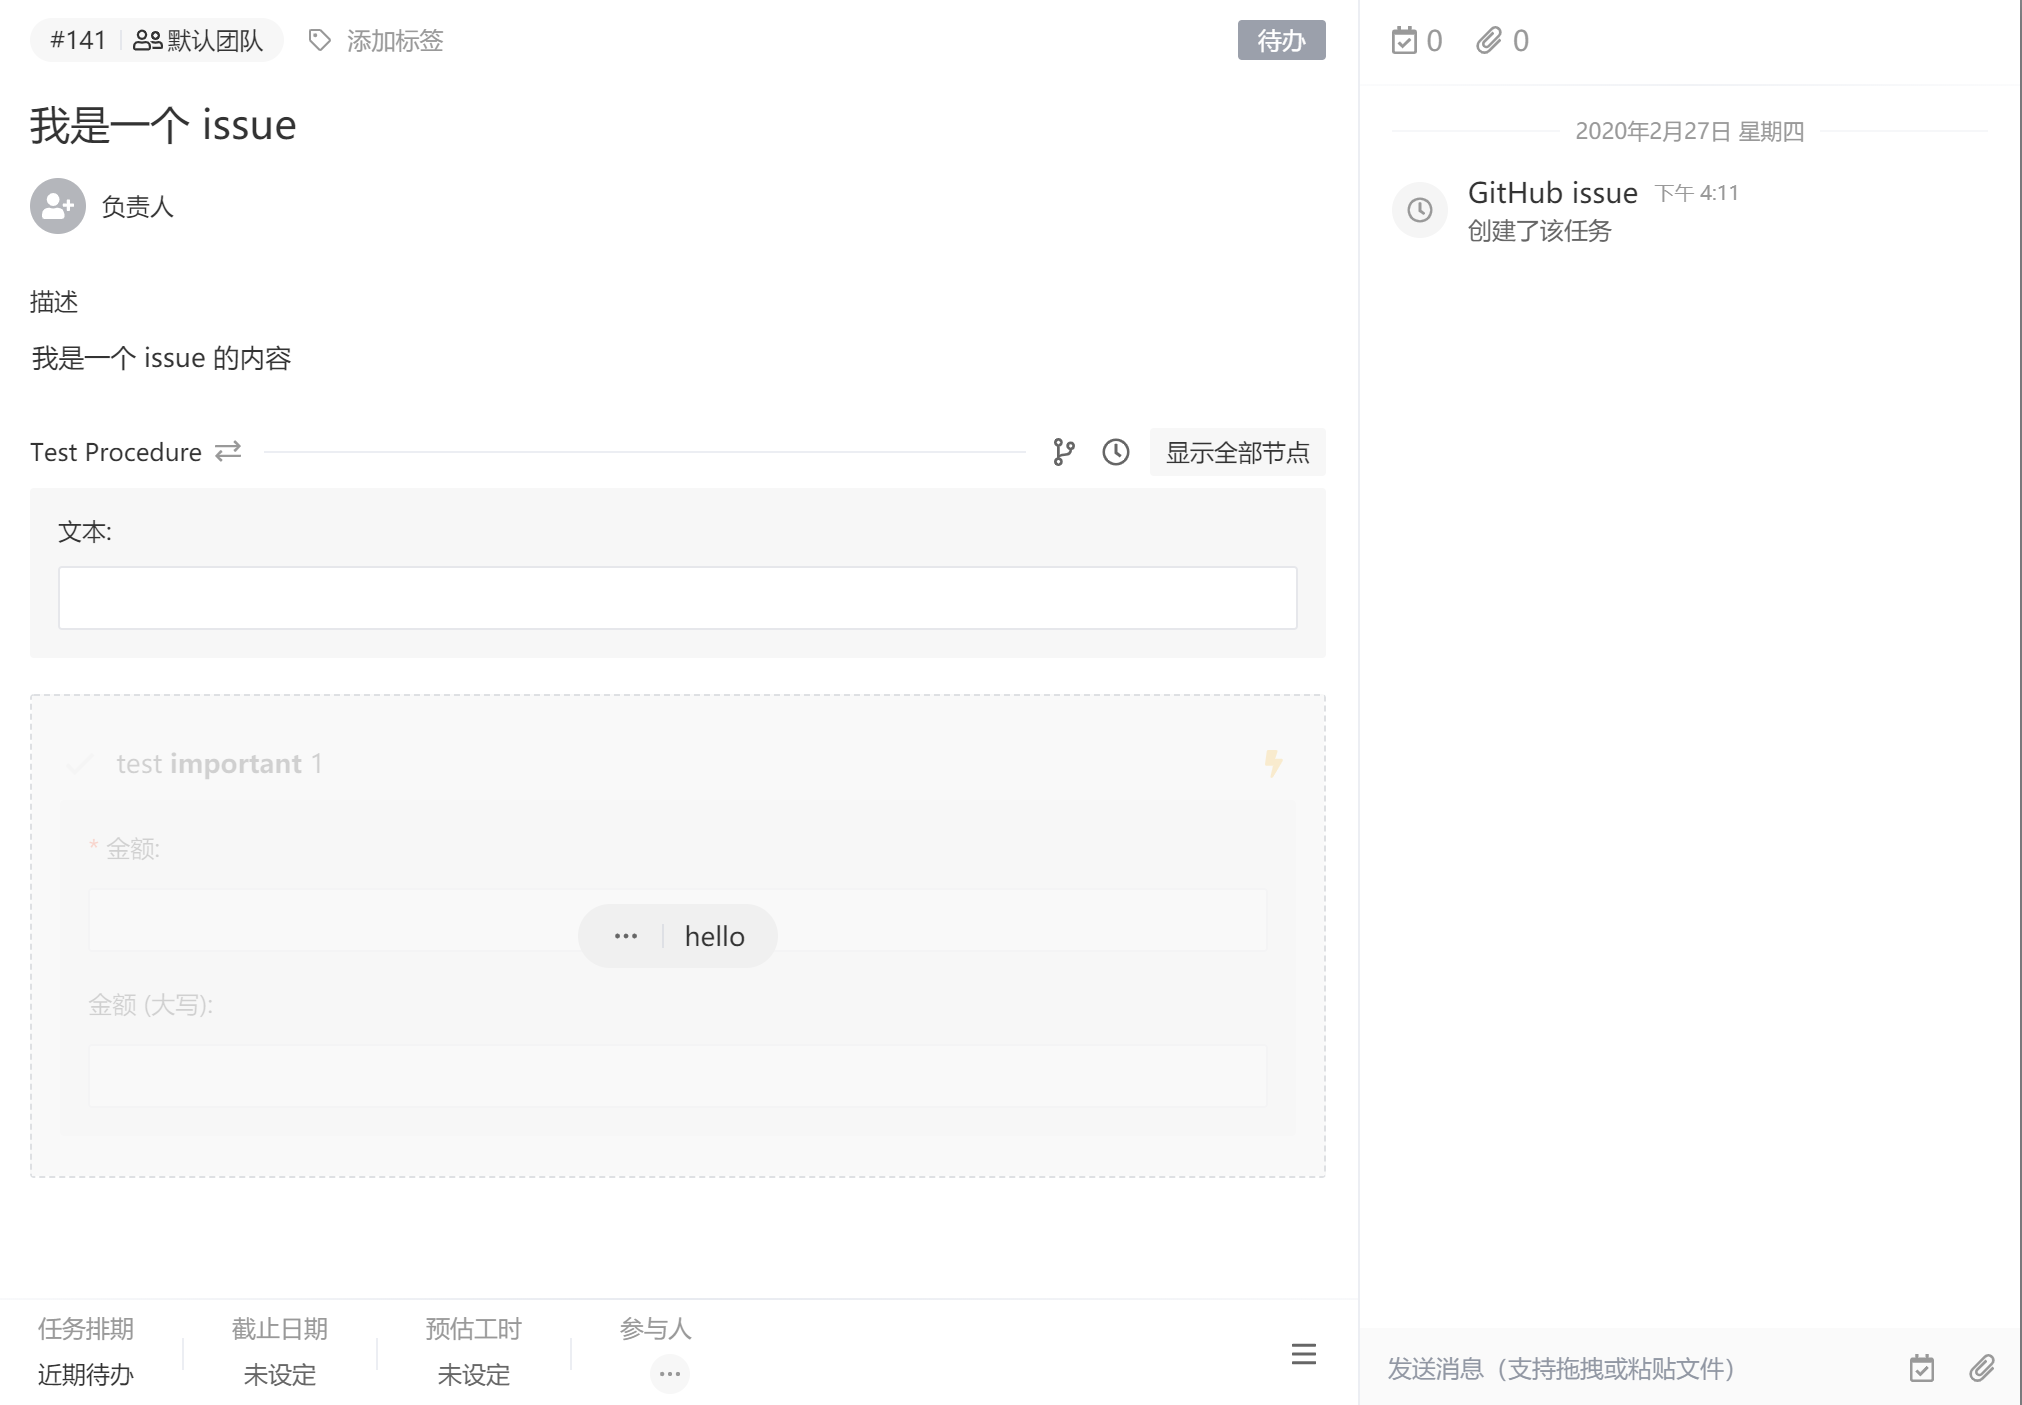 #141 默认团队 添加标签 待办
我是一个 issue
负责人
描述
我是一个 issue 的内容
Test Procedure 显示全部节点
文本:
test important 1
* 金额:
··· hello
金额 (大写):
任务排期 截止日期 预估工时 参与人
近期待办 未设定 未设定 ···
0 0
2020年2月27日 星期四
GitHub issue 下午 4:11
创建了该任务
发送消息（支持拖拽或粘贴文件）